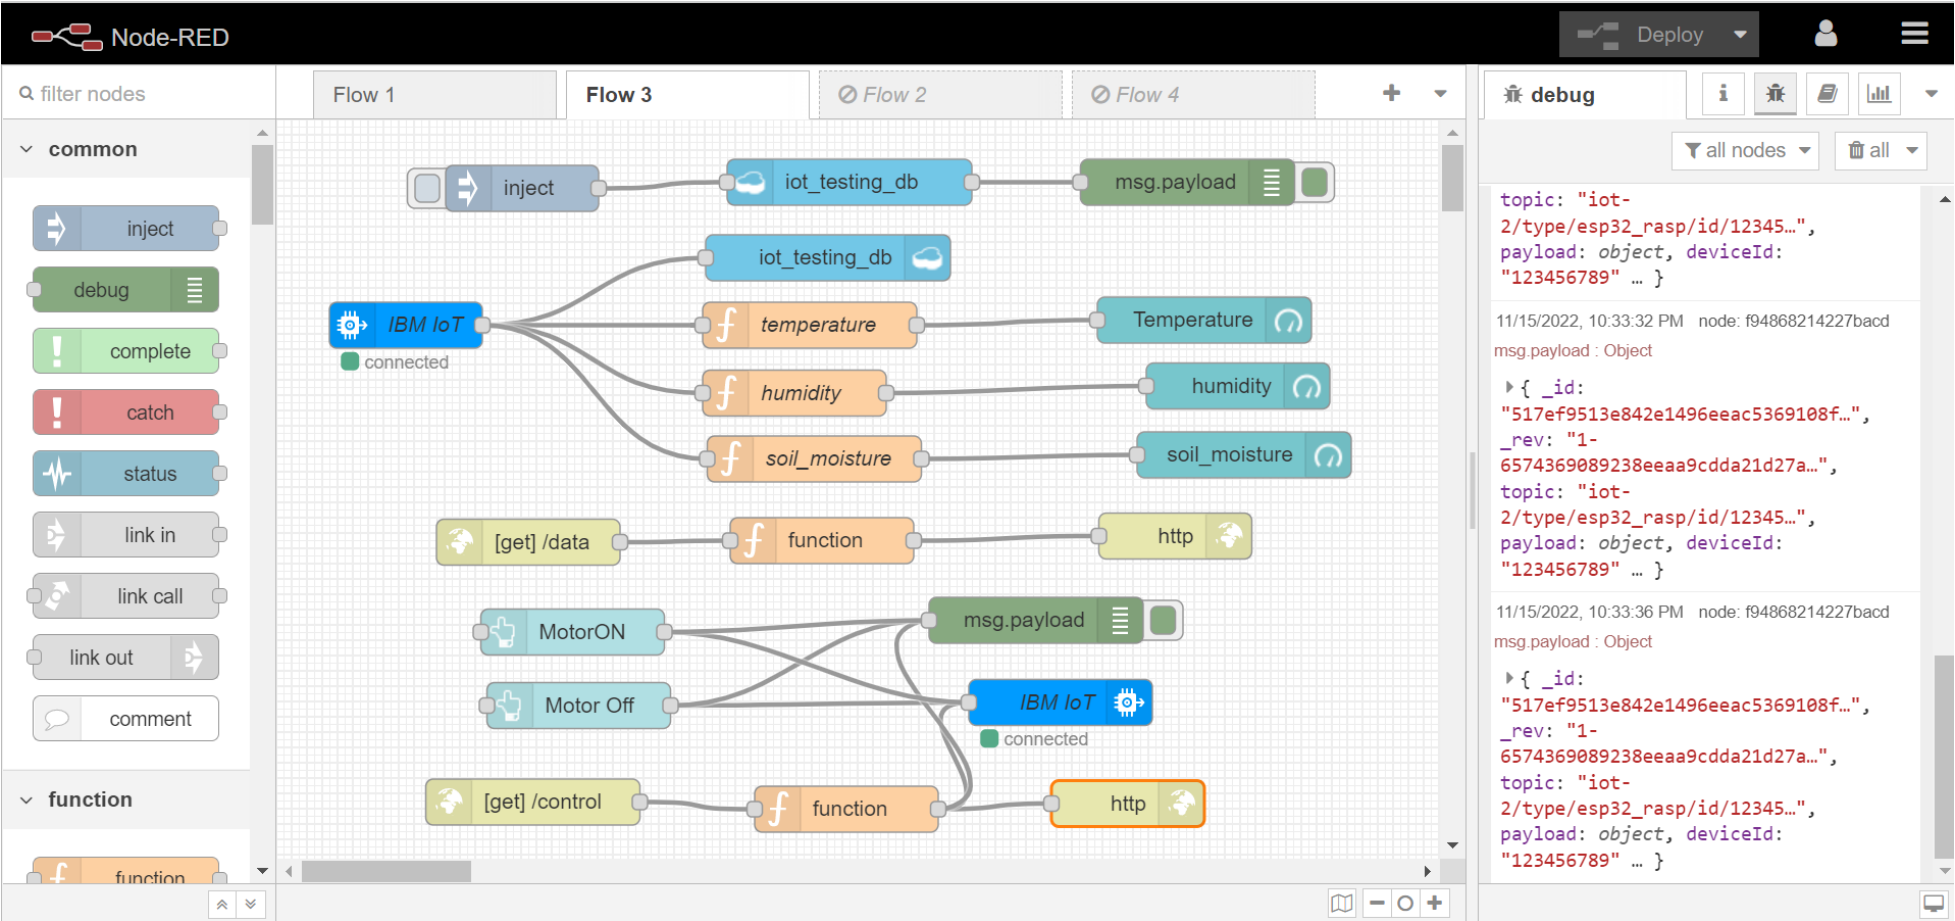 Node-RED
Deploy
filter nodes
common
inject
debug
complete
catch
status
link in
link call
link out
comment
function
function
Flow 1
Flow 3
Flow 2
Flow 4
inject
iot_testing_db
msg.payload
iot_testing_db
IBM IoT
connected
temperature
Temperature
humidity
humidity
soil_moisture
soil_moisture
[get] /data
function
http
MotorON
msg.payload
Motor Off
IBM IoT
connected
[get] /control
function
http
debug
all nodes
all
topic: "iot-
2/type/esp32_rasp/id/12345…",
payload: object, deviceId:
"123456789" … }
11/15/2022, 10:33:32 PM node: f94868214227bacd
msg.payload : Object
{ _id:
"517ef9513e842e1496eeac5369108f…",
_rev: "1-
6574369089238eeaa9cdda21d27a…",
topic: "iot-
2/type/esp32_rasp/id/12345…",
payload: object, deviceId:
"123456789" … }
11/15/2022, 10:33:36 PM node: f94868214227bacd
msg.payload : Object
{ _id:
"517ef9513e842e1496eeac5369108f…",
_rev: "1-
6574369089238eeaa9cdda21d27a…",
topic: "iot-
2/type/esp32_rasp/id/12345…",
payload: object, deviceId:
"123456789" … }